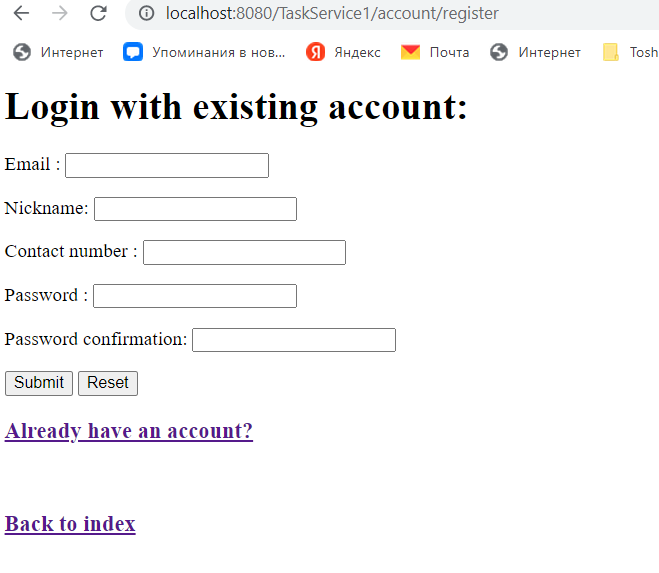 localhost:8080/TaskService1/account/register
Интернет Упоминания в нов... Яндекс Почта Интернет Tosh
Login with existing account:
Email :
Nickname:
Contact number :
Password :
Password confirmation:
Submit Reset
Already have an account?
Back to index